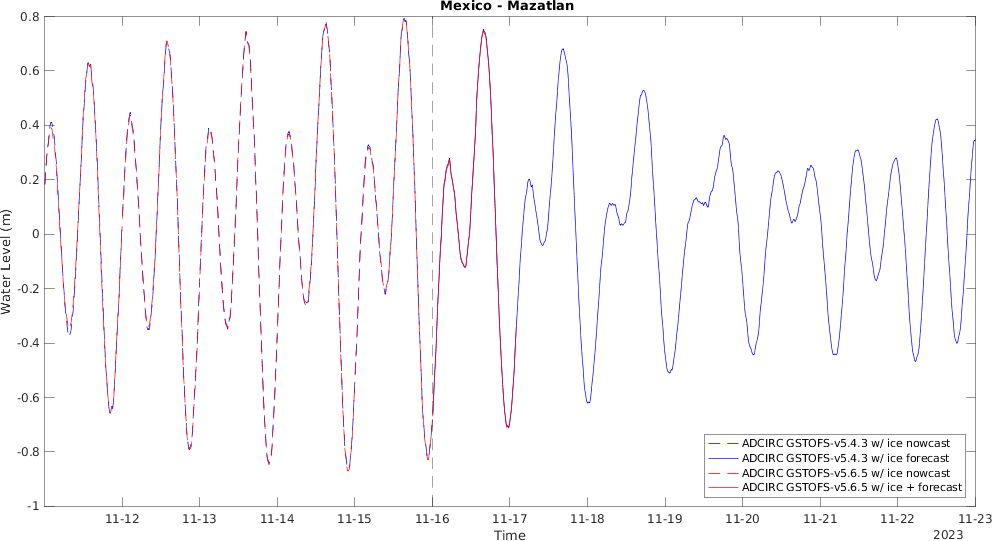 Mexico - Mazatlan
0.8
0.6
0.4
0.2
0
-0.2
-0.4
-0.6
-0.8
-1
Water Level (m)
11-12 11-13 11-14 11-15 11-16 11-17 11-18 11-19 11-20 11-21 11-22 11-23
Time
2023
ADCIRC GSTOFS-v5.4.3 w/ ice nowcast
ADCIRC GSTOFS-v5.4.3 w/ ice forecast
ADCIRC GSTOFS-v5.6.5 w/ ice nowcast
ADCIRC GSTOFS-v5.6.5 w/ ice + forecast